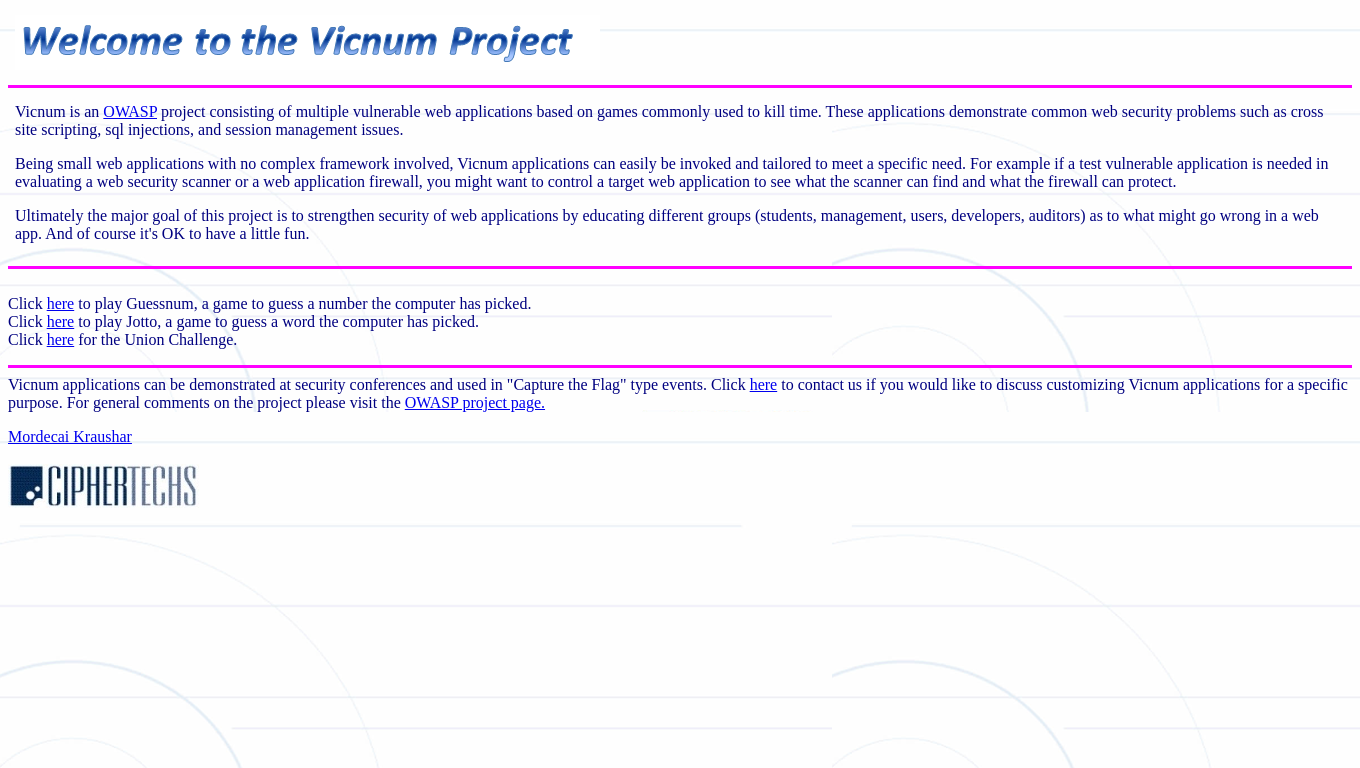 Welcome to the Vicnum Project
Vicnum is an OWASP project consisting of multiple vulnerable web applications based on games commonly used to kill time. These applications demonstrate common web security problems such as cross
site scripting, sql injections, and session management issues.
Being small web applications with no complex framework involved, Vicnum applications can easily be invoked and tailored to meet a specific need. For example if a test vulnerable application is needed in
evaluating a web security scanner or a web application firewall, you might want to control a target web application to see what the scanner can find and what the firewall can protect.
Ultimately the major goal of this project is to strengthen security of web applications by educating different groups (students, management, users, developers, auditors) as to what might go wrong in a web
app. And of course it's OK to have a little fun.
Click here to play Guessnum, a game to guess a number the computer has picked.
Click here to play Jotto, a game to guess a word the computer has picked.
Click here for the Union Challenge.
Vicnum applications can be demonstrated at security conferences and used in "Capture the Flag" type events. Click here to contact us if you would like to discuss customizing Vicnum applications for a specific
purpose. For general comments on the project please visit the OWASP project page.
Mordecai Kraushar
CIPHERTECHS